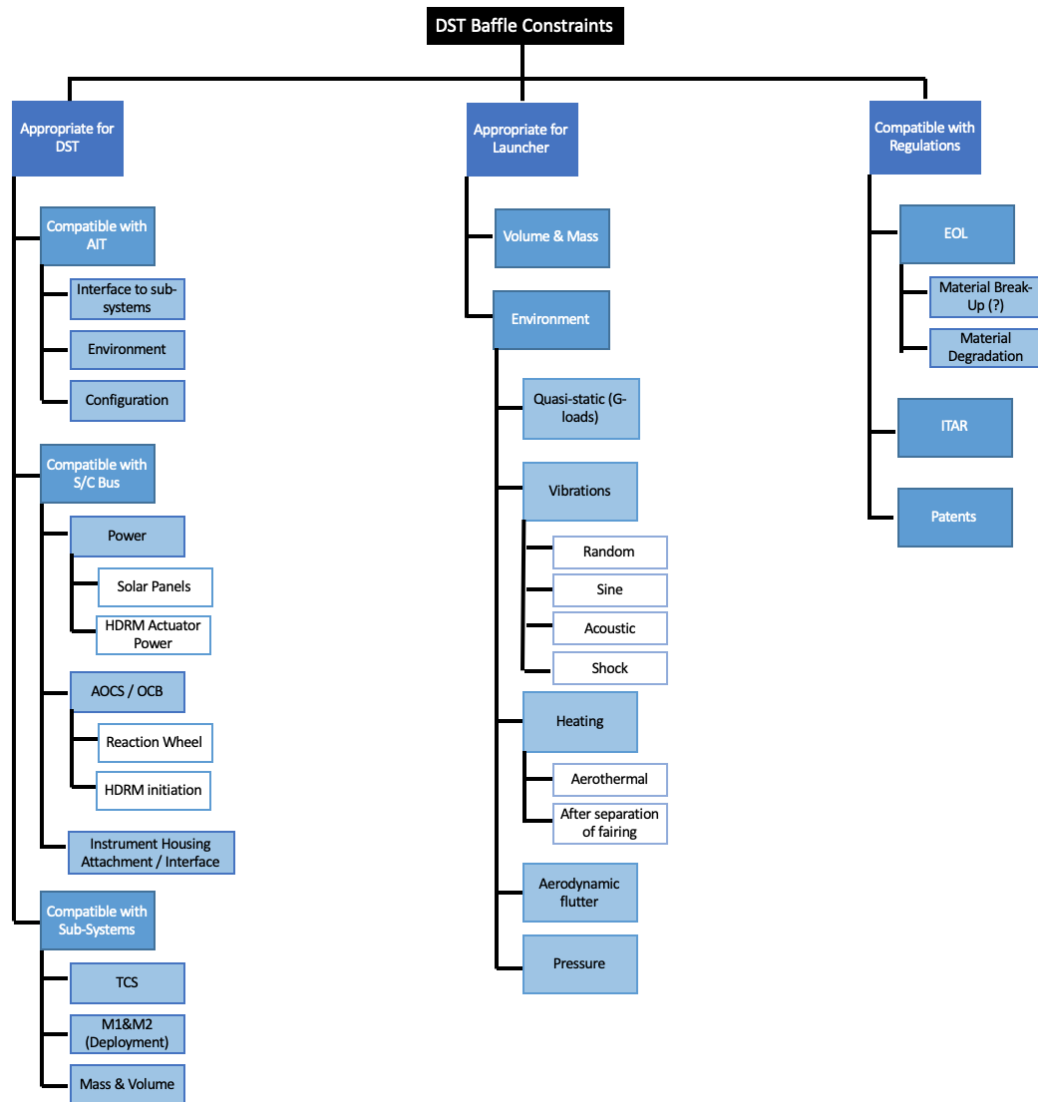 DST Baffle Constraints
Appropriate for
DST
Compatible with
AIT
Interface to sub-
systems
Environment
Configuration
Compatible with
S/C Bus
Power
Solar Panels
HDRM Actuator
Power
AOCS / OCB
Reaction Wheel
HDRM initiation
Instrument Housing
Attachment / Interface
Compatible with
Sub-Systems
TCS
M1&M2
(Deployment)
Mass & Volume
Appropriate for
Launcher
Volume & Mass
Environment
Quasi-static (G-
loads)
Vibrations
Random
Sine
Acoustic
Shock
Heating
Aerothermal
After separation
of fairing
Aerodynamic
flutter
Pressure
Compatible with
Regulations
EOL
Material Break-
Up (?)
Material
Degradation
ITAR
Patents